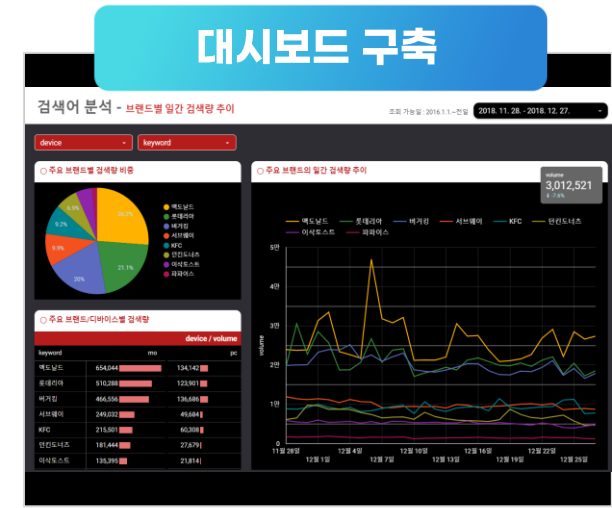 대시보드 구축
검색어 분석 - 브랜드별 일간 검색량 추이
조회 가능일 : 2016.1.1.~전일
2018. 11. 28. - 2018. 12. 27.
device
keyword
○ 주요 브랜드별 검색량 비중
21.1%
20%
9.9%
9.2%
맥도날드
롯데리아
버거킹
서브웨이
KFC
던킨도너츠
이삭토스트
파파이스
○ 주요 브랜드의 일간 검색량 추이
volume
3,012,521
-7.6%
맥도날드 롯데리아 버거킹 서브웨이 KFC 던킨도너츠
이삭토스트 파파이스
volume
5만
4만
2만
1만
0
11월 28일 12월 1일 12월 4일 12월 7일 12월 10일 12월 13일 12월 16일 12월 19일 12월 22일 12월 25일
○ 주요 브랜드/디바이스별 검색량
device / volume
keyword mo pc
맥도날드 654,044 134,142
롯데리아 510,288 123,901
버거킹 466,556 136,686
서브웨이 249,032 49,684
KFC 215,501 60,308
던킨도너츠 181,444 27,679
이삭토스트 135,395 21,814